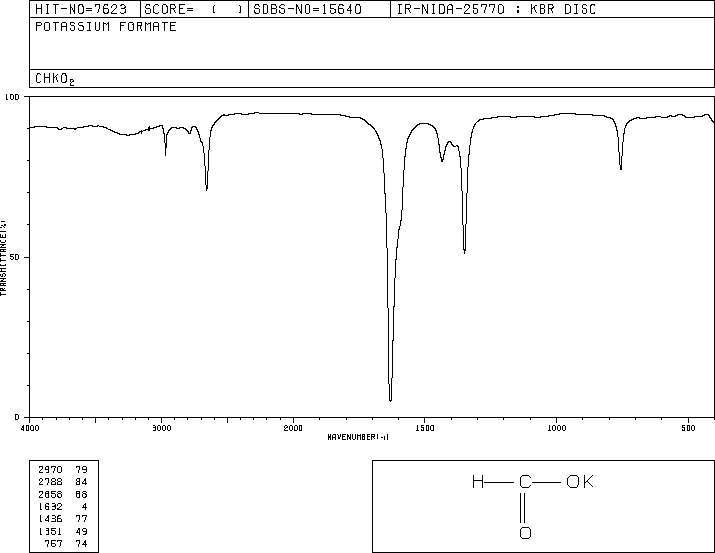 HIT-NO=7623 SCORE= ( ) SDBS-NO=15640 IR-NIDA-25770 : KBR DISC
POTASSIUM FORMATE
CHKO2
100
TRANSMITTANCE(%)
50
0
4000 3000 2000 1500 1000 500
WAVENUMBER(-1)
2970 79
2788 84
2658 68
1632 4
1436 77
1351 49
767 74
H C OK
O